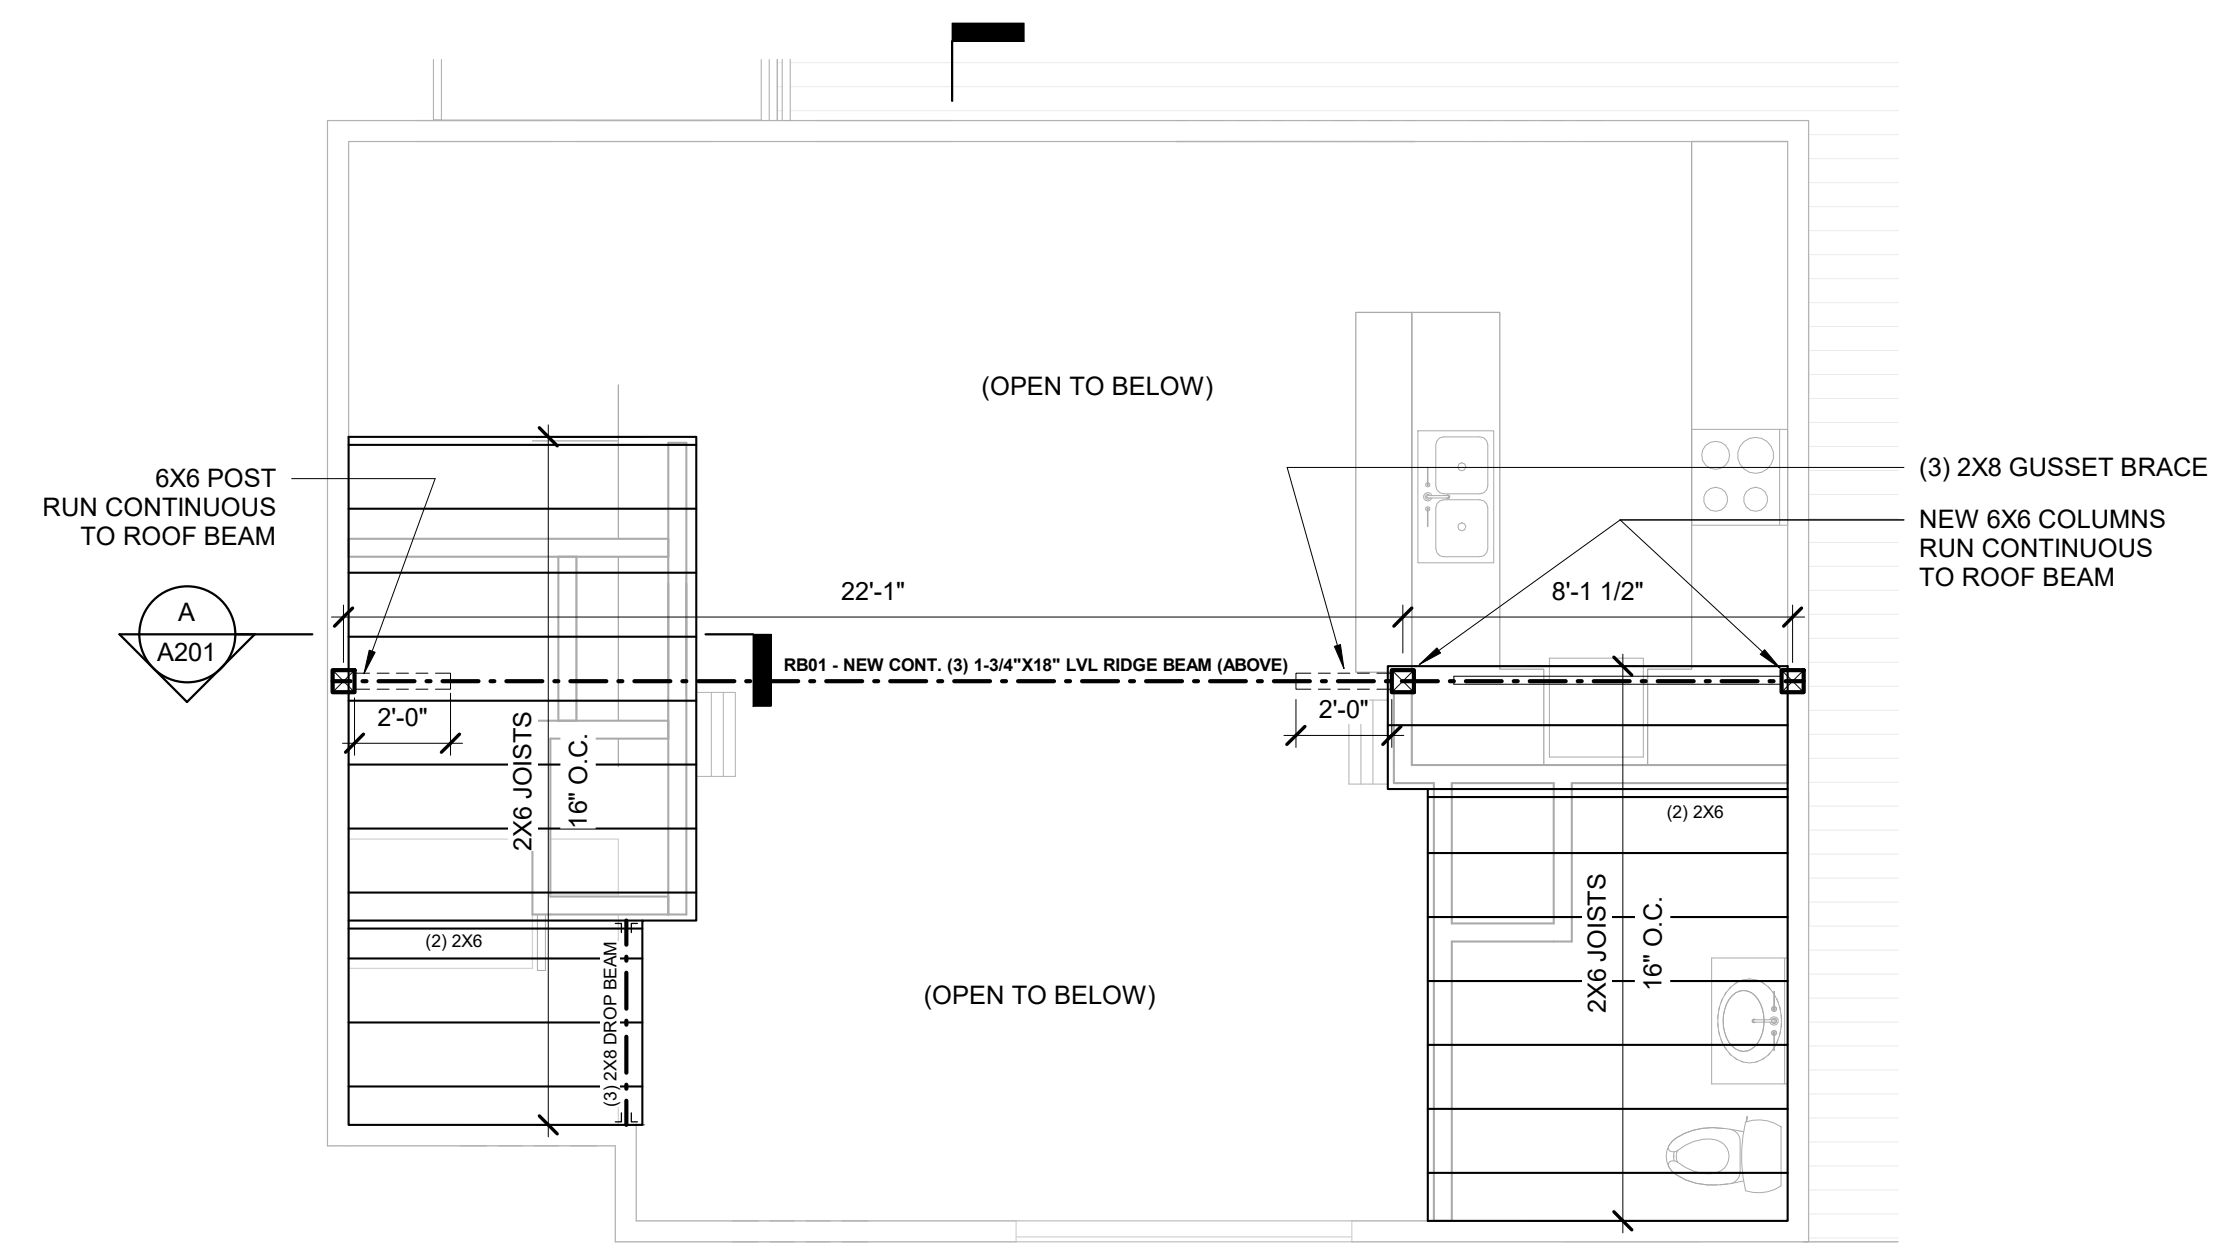 (OPEN TO BELOW)
6X6 POST
RUN CONTINUOUS
TO ROOF BEAM
(3) 2X8 GUSSET BRACE
NEW 6X6 COLUMNS
RUN CONTINUOUS
TO ROOF BEAM
22'-1"
8'-1 1/2"
A
A201
RB01 - NEW CONT. (3) 1-3/4"X18" LVL RIDGE BEAM (ABOVE)
2'-0"
2'-0"
2X6 JOISTS
16" O.C.
(2) 2X6
(2) 2X6
(3) 2X8 DROP BEAM
2X6 JOISTS
16" O.C.
(OPEN TO BELOW)